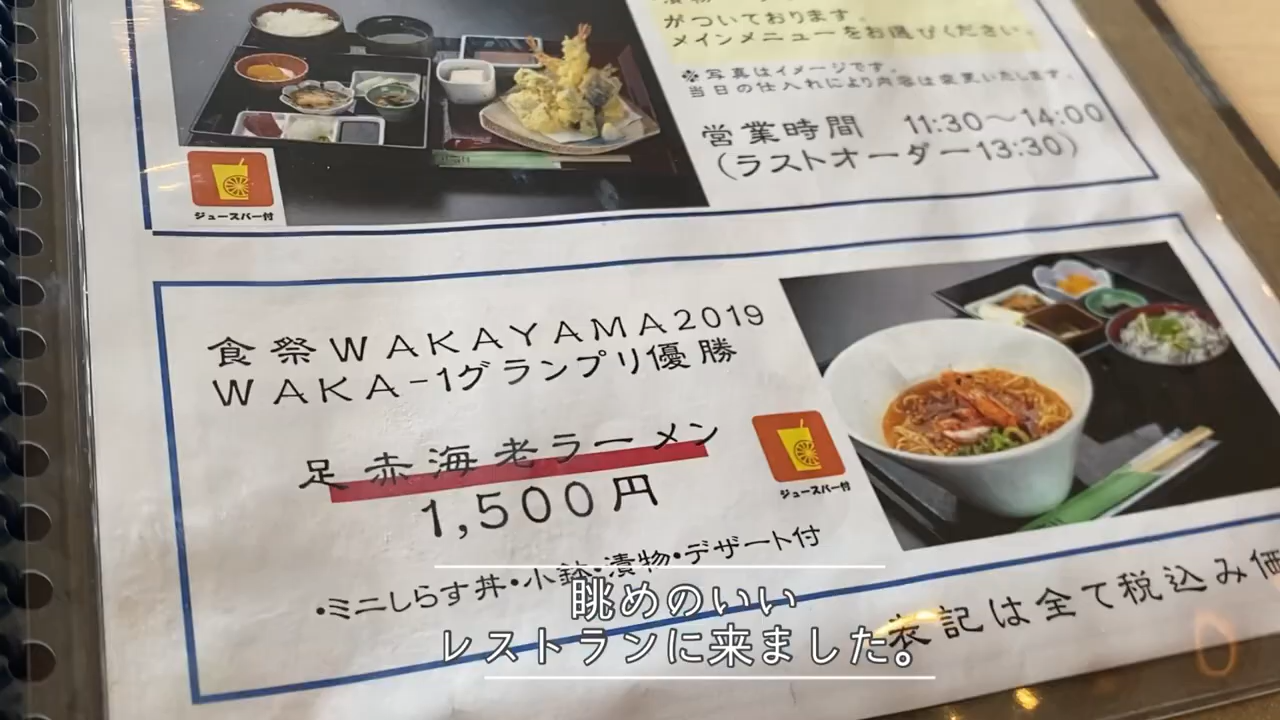 がついております。
メインメニューをお選びください。
※写真はイメージです。
当日の仕入れにより内容は変更いたします。
営業時間 11:30～14:00
(ラストオーダー13:30)
ジュースバー付
食祭WAKAYAMA2019
WAKA-1グランプリ優勝
足赤海老ラーメン
1,500円
ジュースバー付
・ミニしらす丼・小鉢・漬物・デザート付
表記は全て税込み価
眺めのいい
レストランに来ました。